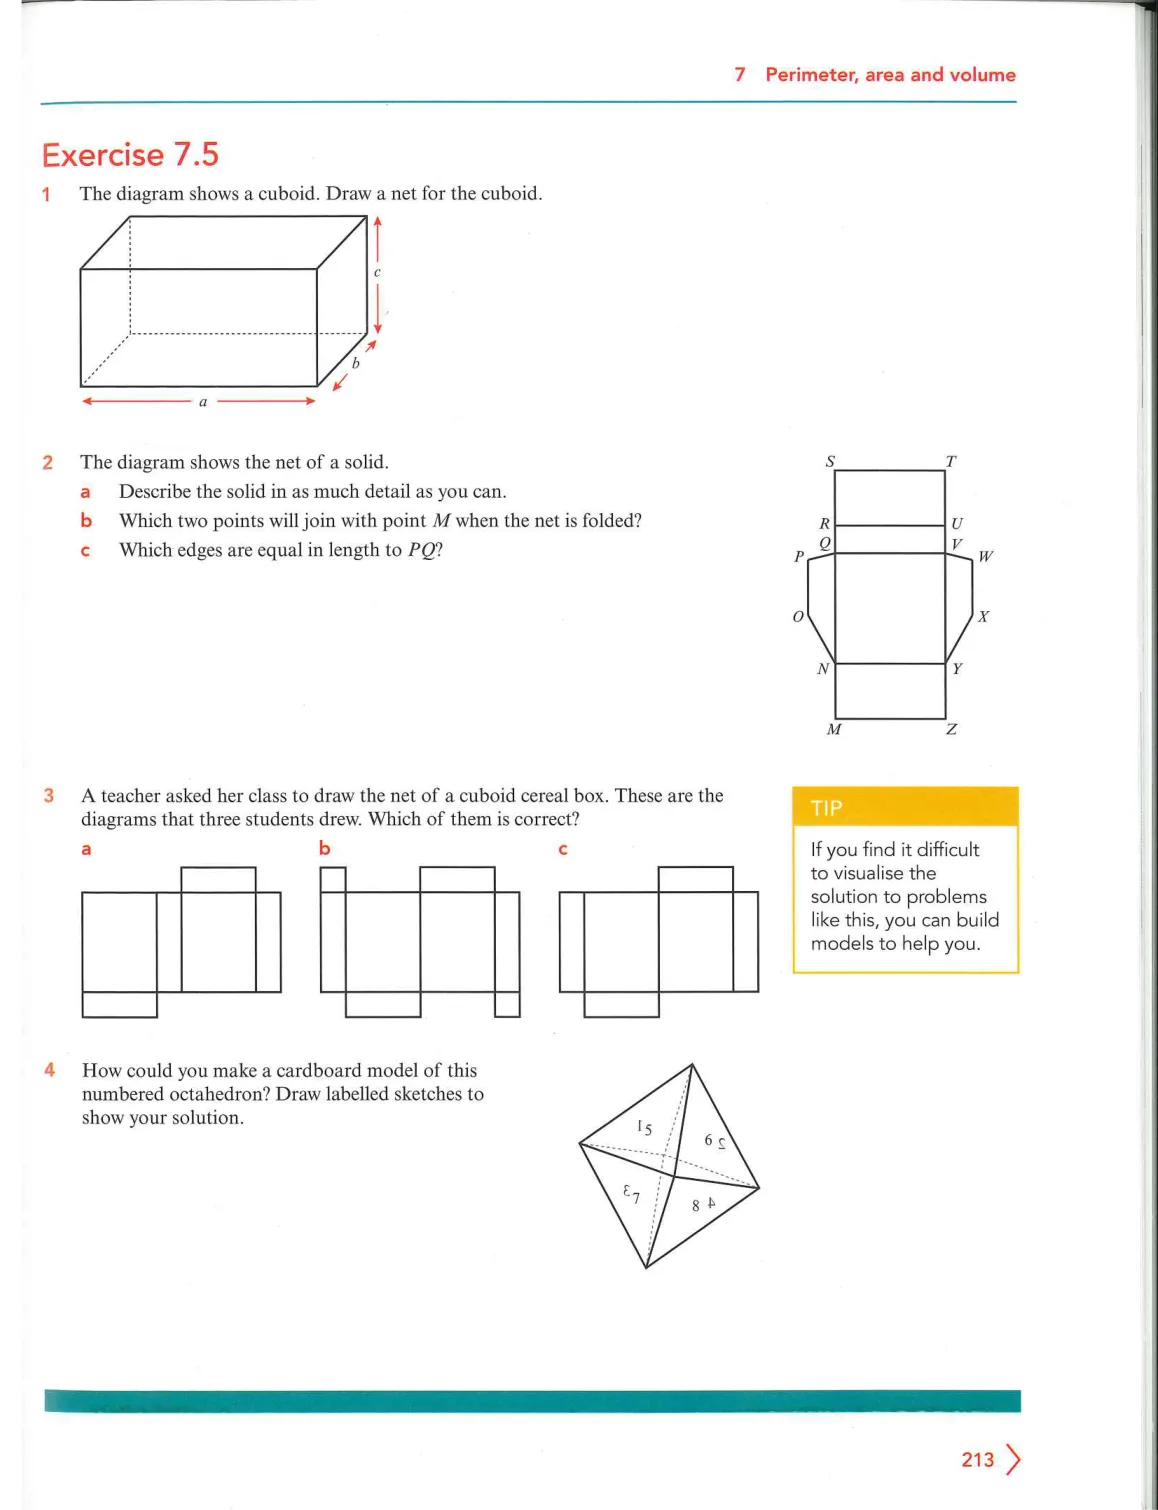 7 Perimeter, area and volume
Exercise 7.5
1 The diagram shows a cuboid. Draw a net for the cuboid.
c
b
a
2 The diagram shows the net of a solid.
a Describe the solid in as much detail as you can.
b Which two points will join with point M when the net is folded?
c Which edges are equal in length to PQ?
S T
R U
Q V
P W
O X
N Y
M Z
3 A teacher asked her class to draw the net of a cuboid cereal box. These are the
diagrams that three students drew. Which of them is correct?
a b c
TIP
If you find it difficult
to visualise the
solution to problems
like this, you can build
models to help you.
4 How could you make a cardboard model of this
numbered octahedron? Draw labelled sketches to
show your solution.
1 5
6 2
3 7
8 4
213